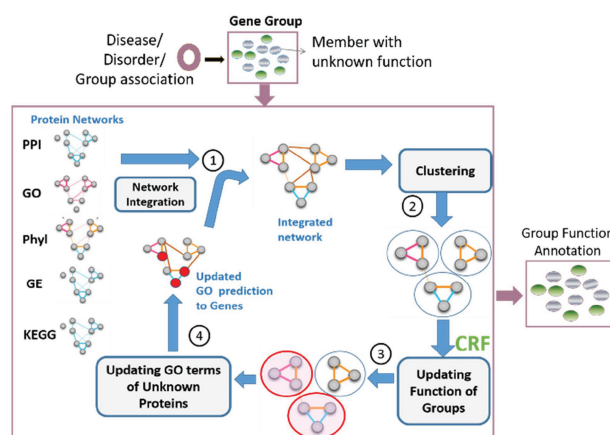 Gene Group
Disease/
Disorder/
Group association
Member with
unknown function
Protein Networks
PPI
GO
Phyl
GE
KEGG
1
Network
Integration
Integrated
network
Clustering
2
CRF
Updating
Function of
Groups
3
Updating GO terms
of Unknown
Proteins
4
Updated
GO prediction
to Genes
Group Function
Annotation